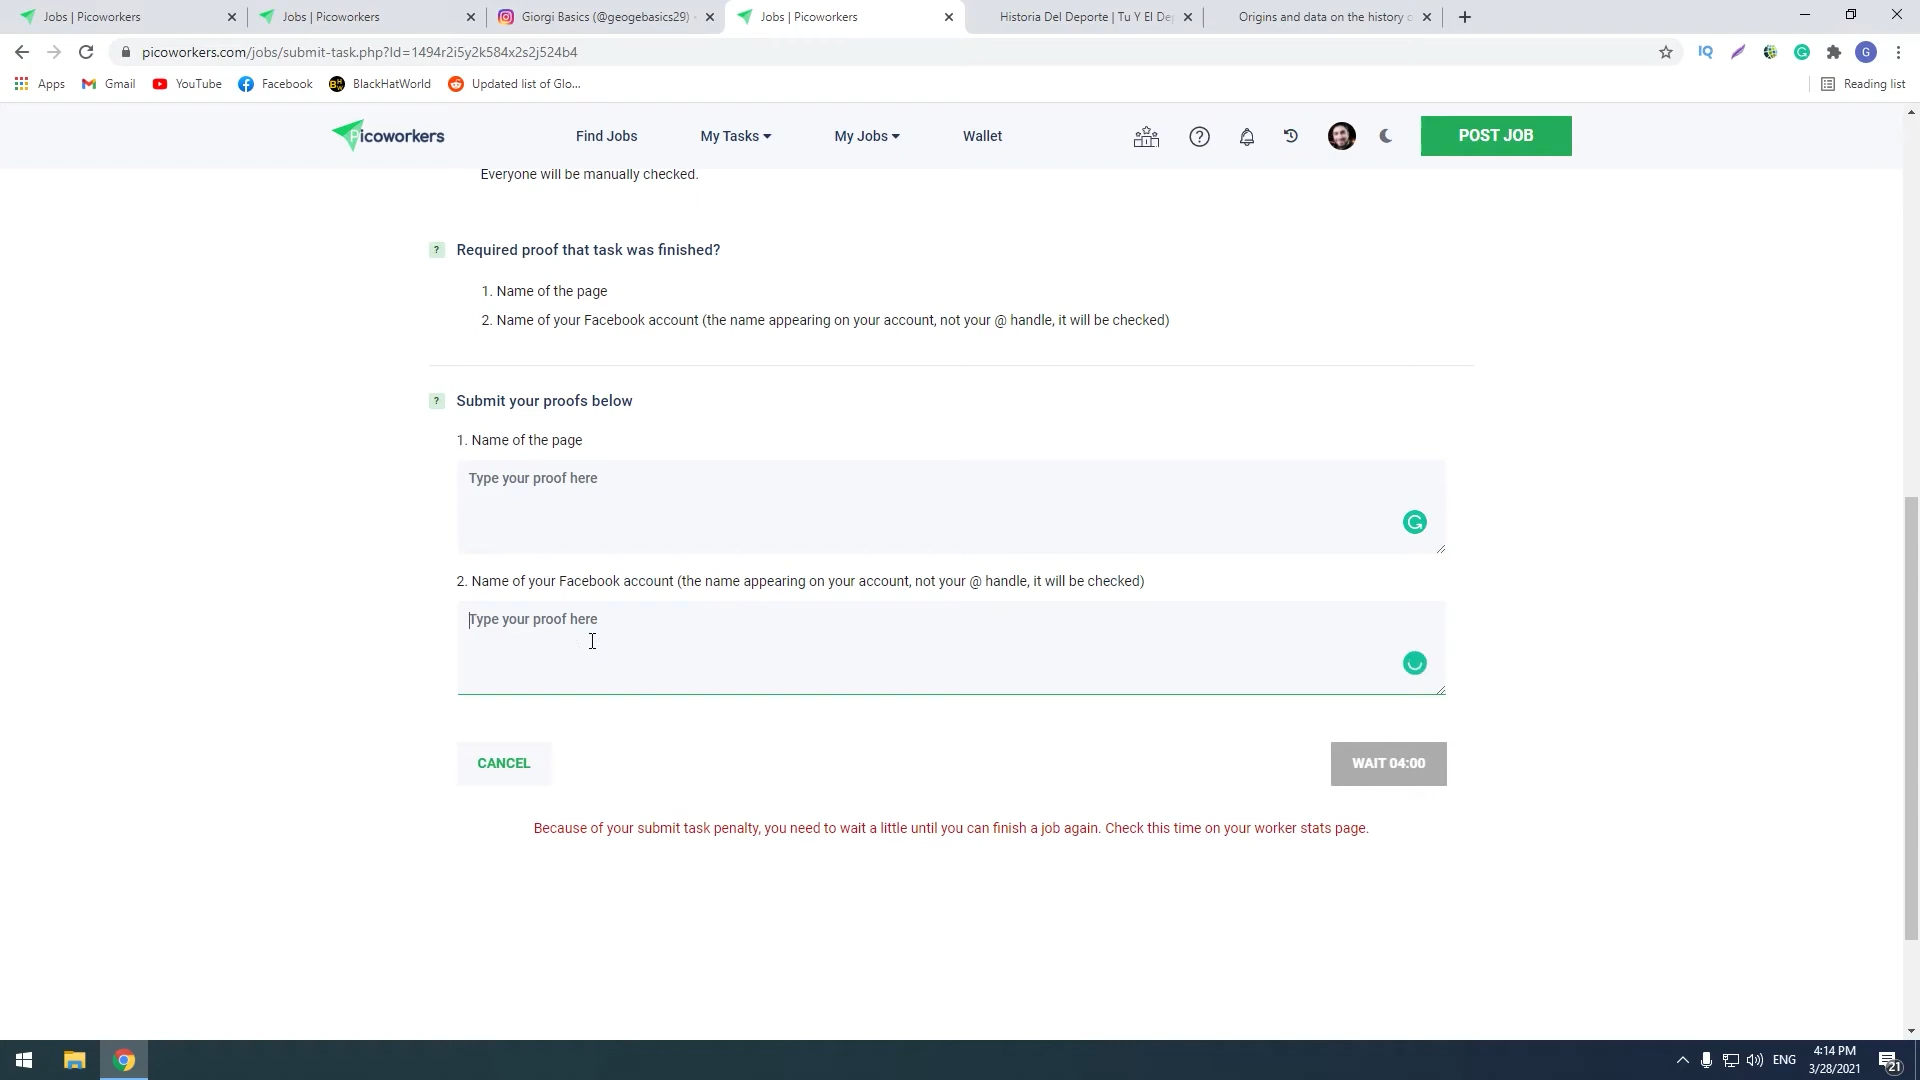 Jobs | Picoworkers
Jobs | Picoworkers
Giorgi Basics (@geogebasics29)
Jobs | Picoworkers
Historia Del Deporte | Tu Y El De
Origins and data on the history
picoworkers.com/jobs/submit-task.php?Id=1494r2i5y2k584x2s2j524b4
IQ
G
Apps
Gmail
YouTube
Facebook
BlackHatWorld
Updated list of Glo...
Reading list
Picoworkers
Find Jobs
My Tasks
My Jobs
Wallet
?
POST JOB
Everyone will be manually checked.
? Required proof that task was finished?
1. Name of the page
2. Name of your Facebook account (the name appearing on your account, not your @ handle, it will be checked)
? Submit your proofs below
1. Name of the page
Type your proof here
2. Name of your Facebook account (the name appearing on your account, not your @ handle, it will be checked)
Type your proof here
CANCEL
WAIT 04:00
Because of your submit task penalty, you need to wait a little until you can finish a job again. Check this time on your worker stats page.
ENG
4:14 PM
3/28/2021
21